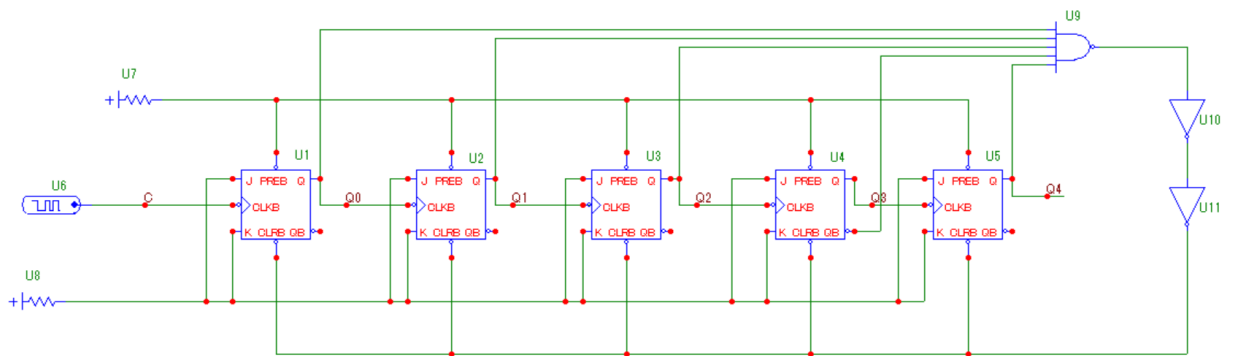 U9
U7
U10
U1
U2
U3
U4
U5
J PREB Q
J PREB Q
J PREB Q
J PREB Q
J PREB Q
U6
C
CLKB
Q0
CLKB
Q1
CLKB
Q2
CLKB
Q3
CLKB
Q4
U11
K CLRB QB
K CLRB QB
K CLRB QB
K CLRB QB
K CLRB QB
U8
+
+